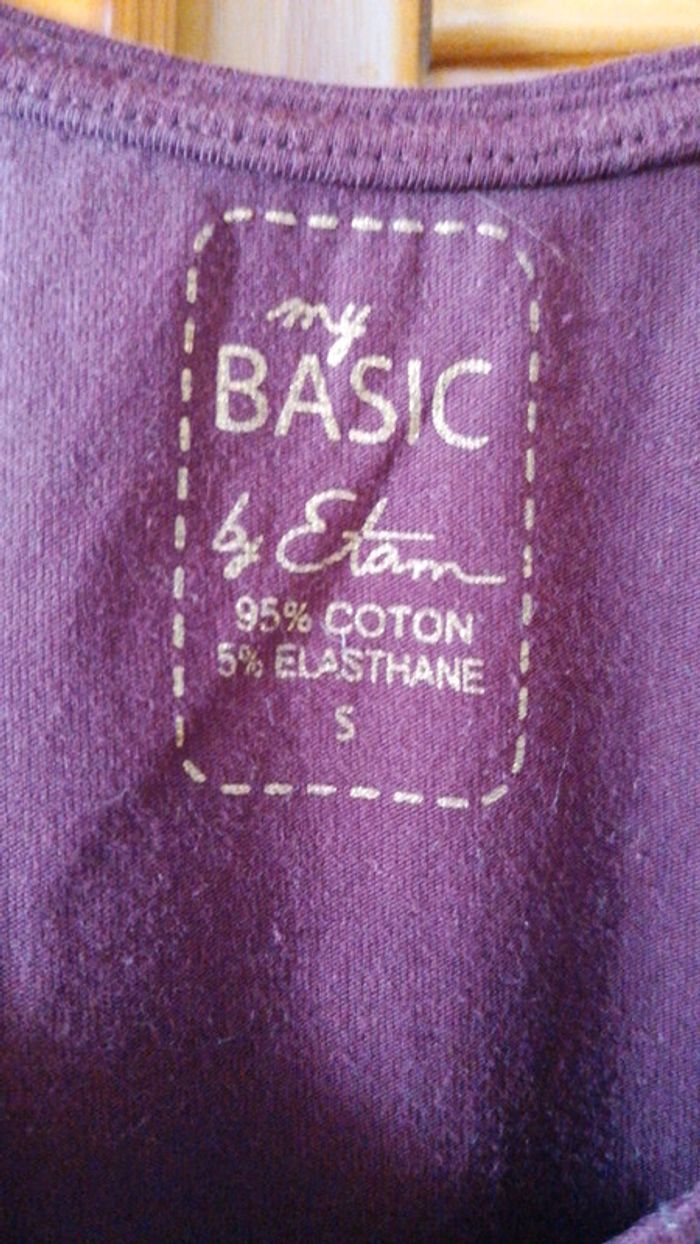 my
BASIC
by Etam
95% COTON
5% ELASTHANE
S